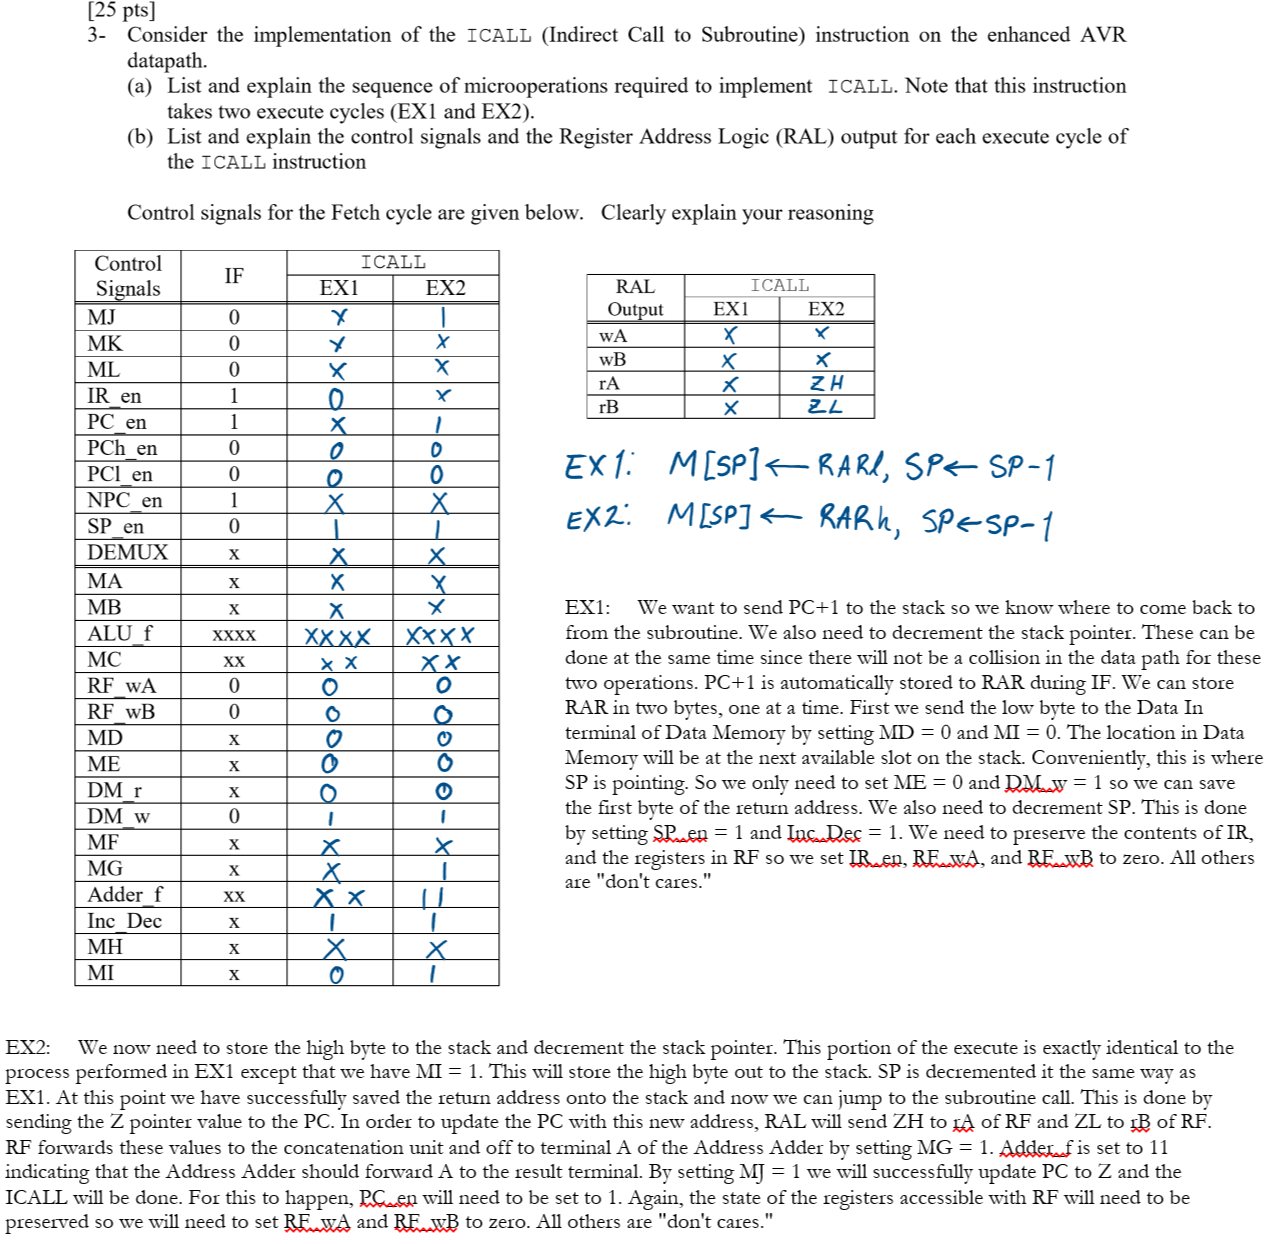 [25 pts]
3- Consider the implementation of the ICALL (Indirect Call to Subroutine) instruction on the enhanced AVR
datapath.
(a) List and explain the sequence of microoperations required to implement ICALL. Note that this instruction
takes two execute cycles (EX1 and EX2).
(b) List and explain the control signals and the Register Address Logic (RAL) output for each execute cycle of
the ICALL instruction
Control signals for the Fetch cycle are given below. Clearly explain your reasoning
Control Signals IF ICALL
EX1 EX2
MJ 0 x 1
MK 0 x x
ML 0 x x
IR_en 1 0 x
PC_en 1 x 1
PCh_en 0 0 0
PCl_en 0 0 0
NPC_en 1 x x
SP_en 0 1 1
DEMUX x x x
MA x x x
MB x x x
ALU_f xxxx xxxx xxxx
MC xx xx xx
RF_wA 0 0 0
RF_wB 0 0 0
MD x 0 0
ME x 0 0
DM_r x 0 0
DM_w 0 1 1
MF x x x
MG x x 1
Adder_f xx xx 11
Inc_Dec x 1 1
MH x x x
MI x 0 1
RAL Output ICALL
EX1 EX2
wA x x
wB x x
rA x ZH
rB x ZL
EX1: M[SP] ← RARl, SP ← SP-1
EX2: M[SP] ← RARh, SP ← SP-1
EX1: We want to send PC+1 to the stack so we know where to come back to
from the subroutine. We also need to decrement the stack pointer. These can be
done at the same time since there will not be a collision in the data path for these
two operations. PC+1 is automatically stored to RAR during IF. We can store
RAR in two bytes, one at a time. First we send the low byte to the Data In
terminal of Data Memory by setting MD = 0 and MI = 0. The location in Data
Memory will be at the next available slot on the stack. Conveniently, this is where
SP is pointing. So we only need to set ME = 0 and DM_w = 1 so we can save
the first byte of the return address. We also need to decrement SP. This is done
by setting SP_en = 1 and Inc_Dec = 1. We need to preserve the contents of IR,
and the registers in RF so we set IR_en, RF_wA, and RF_wB to zero. All others
are "don't cares."
EX2: We now need to store the high byte to the stack and decrement the stack pointer. This portion of the execute is exactly identical to the
process performed in EX1 except that we have MI = 1. This will store the high byte out to the stack. SP is decremented it the same way as
EX1. At this point we have successfully saved the return address onto the stack and now we can jump to the subroutine call. This is done by
sending the Z pointer value to the PC. In order to update the PC with this new address, RAL will send ZH to rA of RF and ZL to rB of RF.
RF forwards these values to the concatenation unit and off to terminal A of the Address Adder by setting MG = 1. Adder_f is set to 11
indicating that the Address Adder should forward A to the result terminal. By setting MJ = 1 we will successfully update PC to Z and the
ICALL will be done. For this to happen, PC_en will need to be set to 1. Again, the state of the registers accessible with RF will need to be
preserved so we will need to set RF_wA and RF_wB to zero. All others are "don't cares."